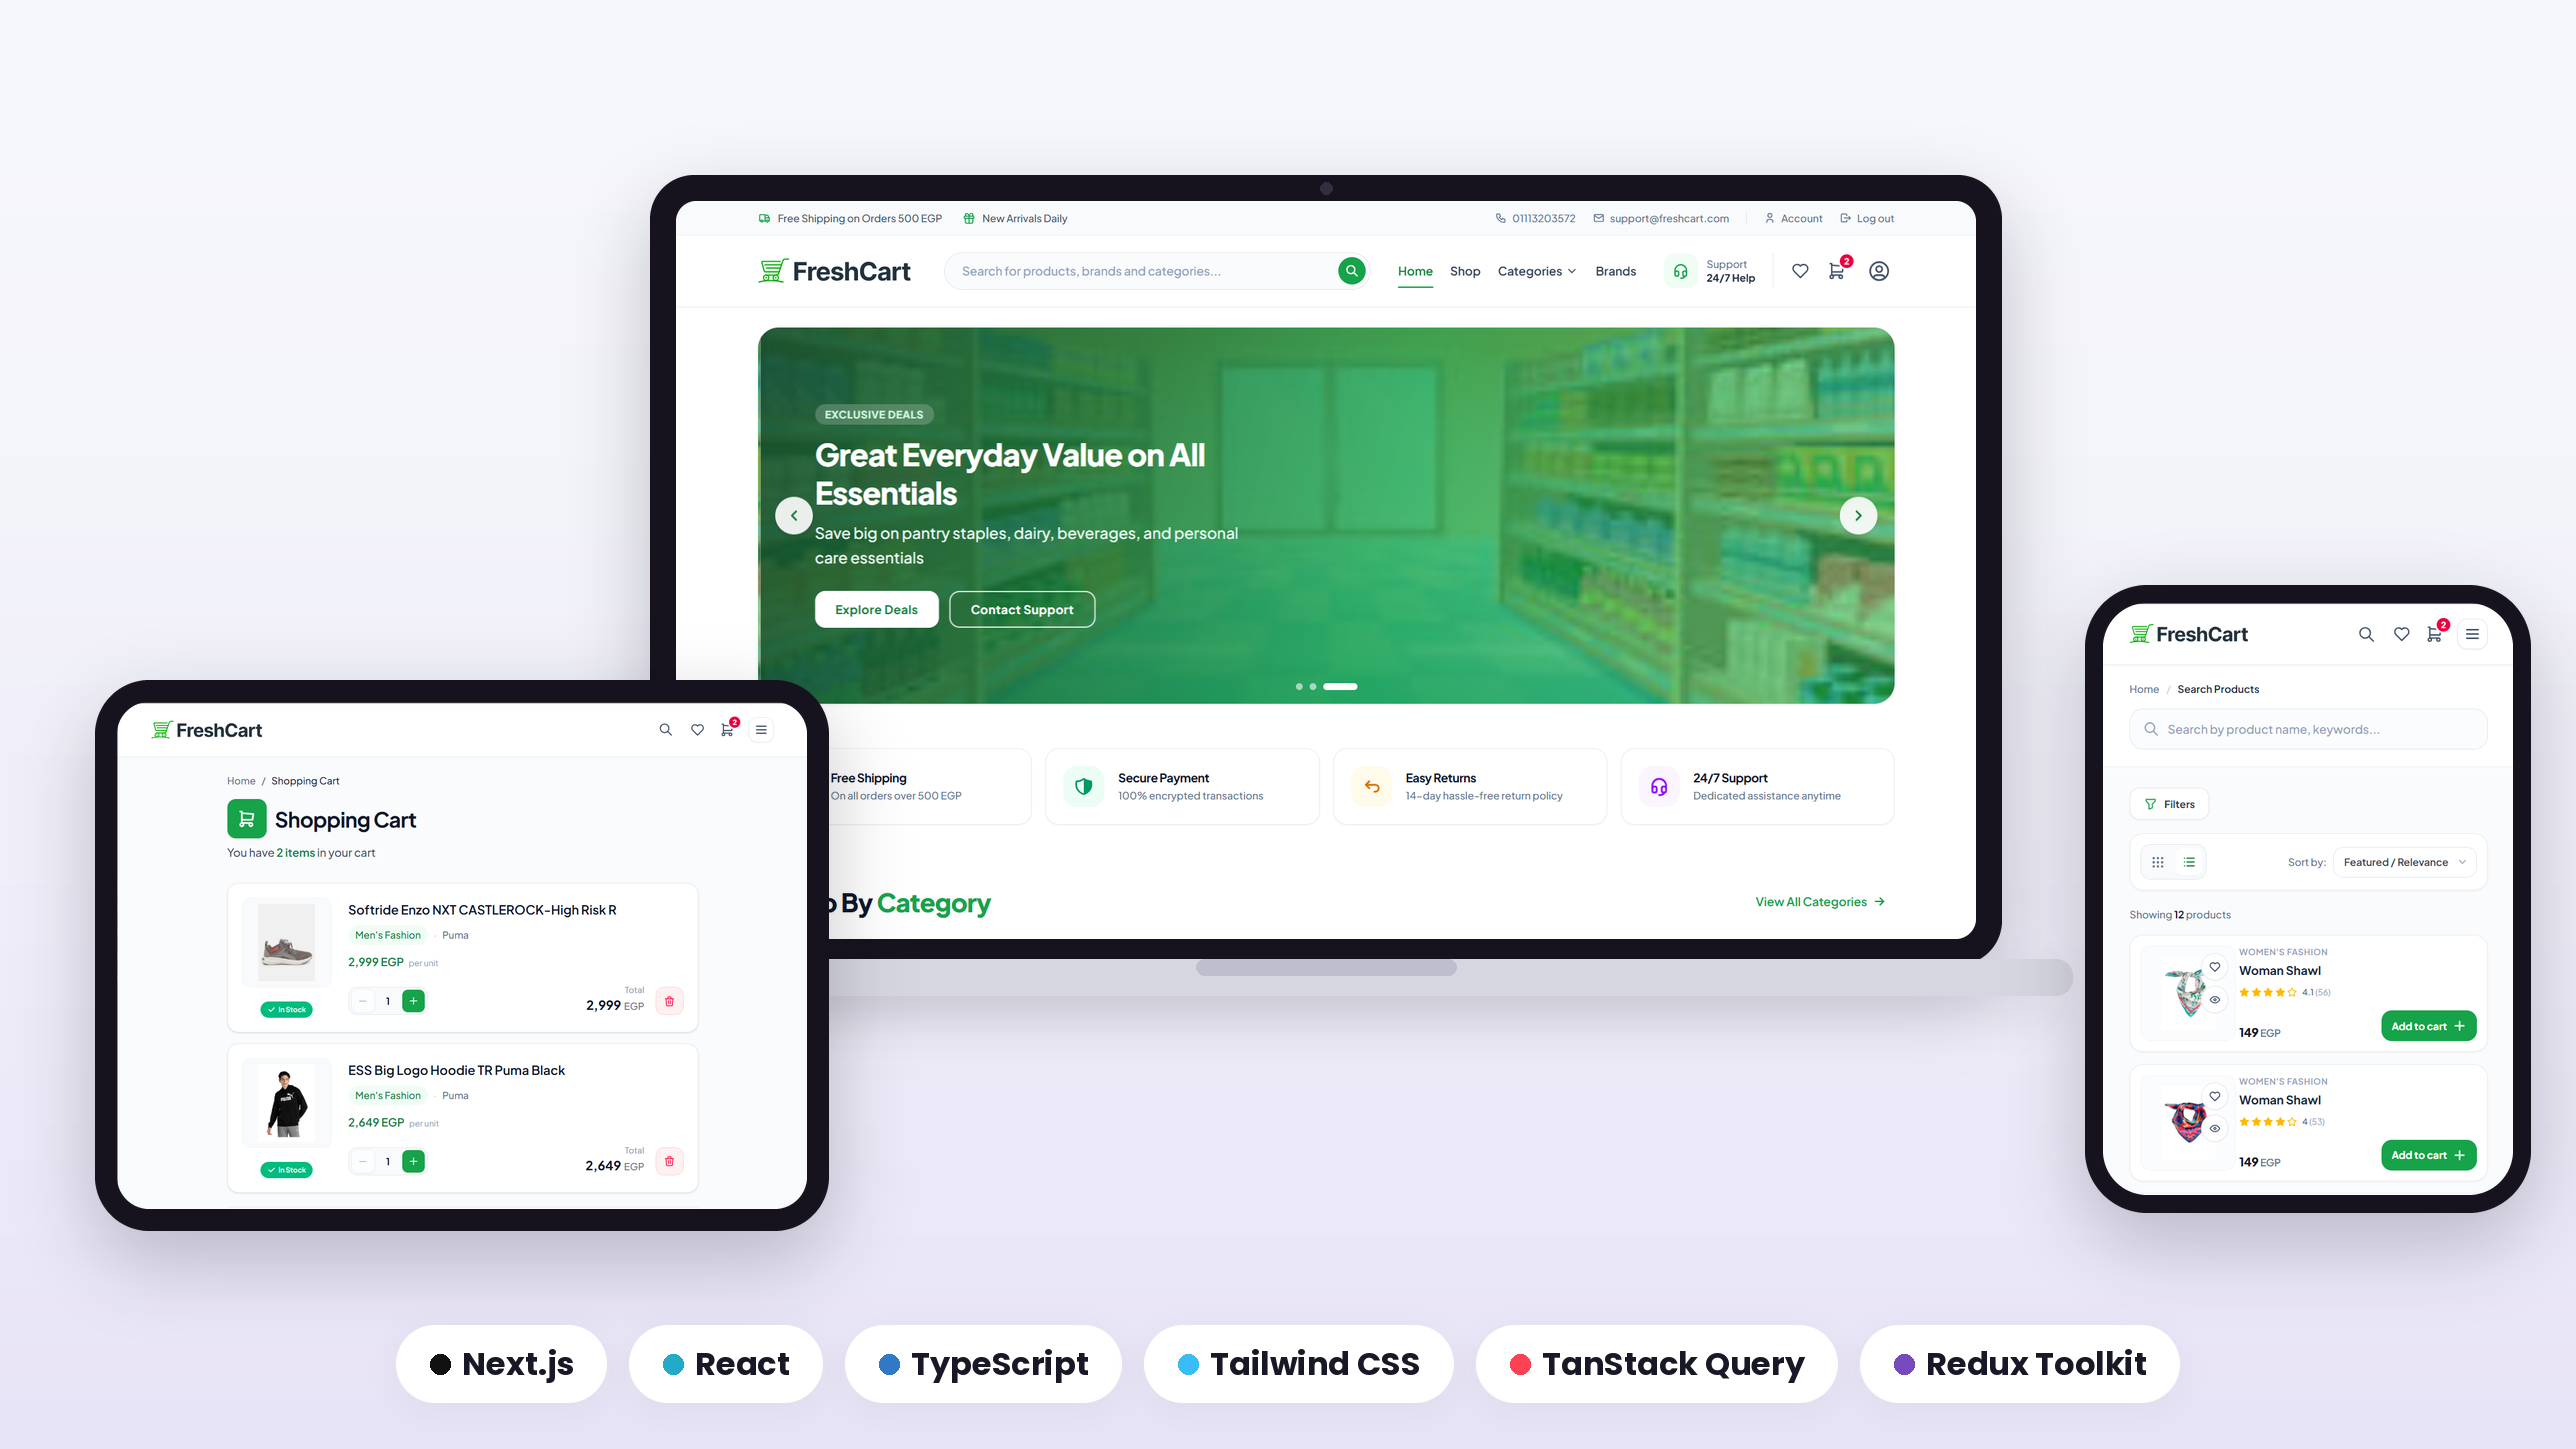 Free Shipping on Orders 500 EGP
New Arrivals Daily
01113203572
support@freshcart.com
Account
Log out
FreshCart
Search for products, brands and categories...
Home
Shop
Categories
Brands
Support
24/7 Help
2
EXCLUSIVE DEALS
Great Everyday Value on All
Essentials
Save big on pantry staples, dairy, beverages, and personal
care essentials
Explore Deals
Contact Support
Free Shipping
On all orders over 500 EGP
Secure Payment
100% encrypted transactions
Easy Returns
14-day hassle-free return policy
24/7 Support
Dedicated assistance anytime
By Category
View All Categories
FreshCart
2
Home / Shopping Cart
Shopping Cart
You have 2 items in your cart
Softride Enzo NXT CASTLEROCK-High Risk R
Men's Fashion · Puma
2,999 EGP per unit
In Stock
1
Total
2,999 EGP
ESS Big Logo Hoodie TR Puma Black
Men's Fashion · Puma
2,649 EGP per unit
In Stock
1
Total
2,649 EGP
FreshCart
2
Home / Search Products
Search by product name, keywords...
Filters
Sort by:
Featured / Relevance
Showing 12 products
WOMEN'S FASHION
Woman Shawl
4.1 (56)
149 EGP
Add to cart
WOMEN'S FASHION
Woman Shawl
4 (53)
149 EGP
Add to cart
Next.js
React
TypeScript
Tailwind CSS
TanStack Query
Redux Toolkit